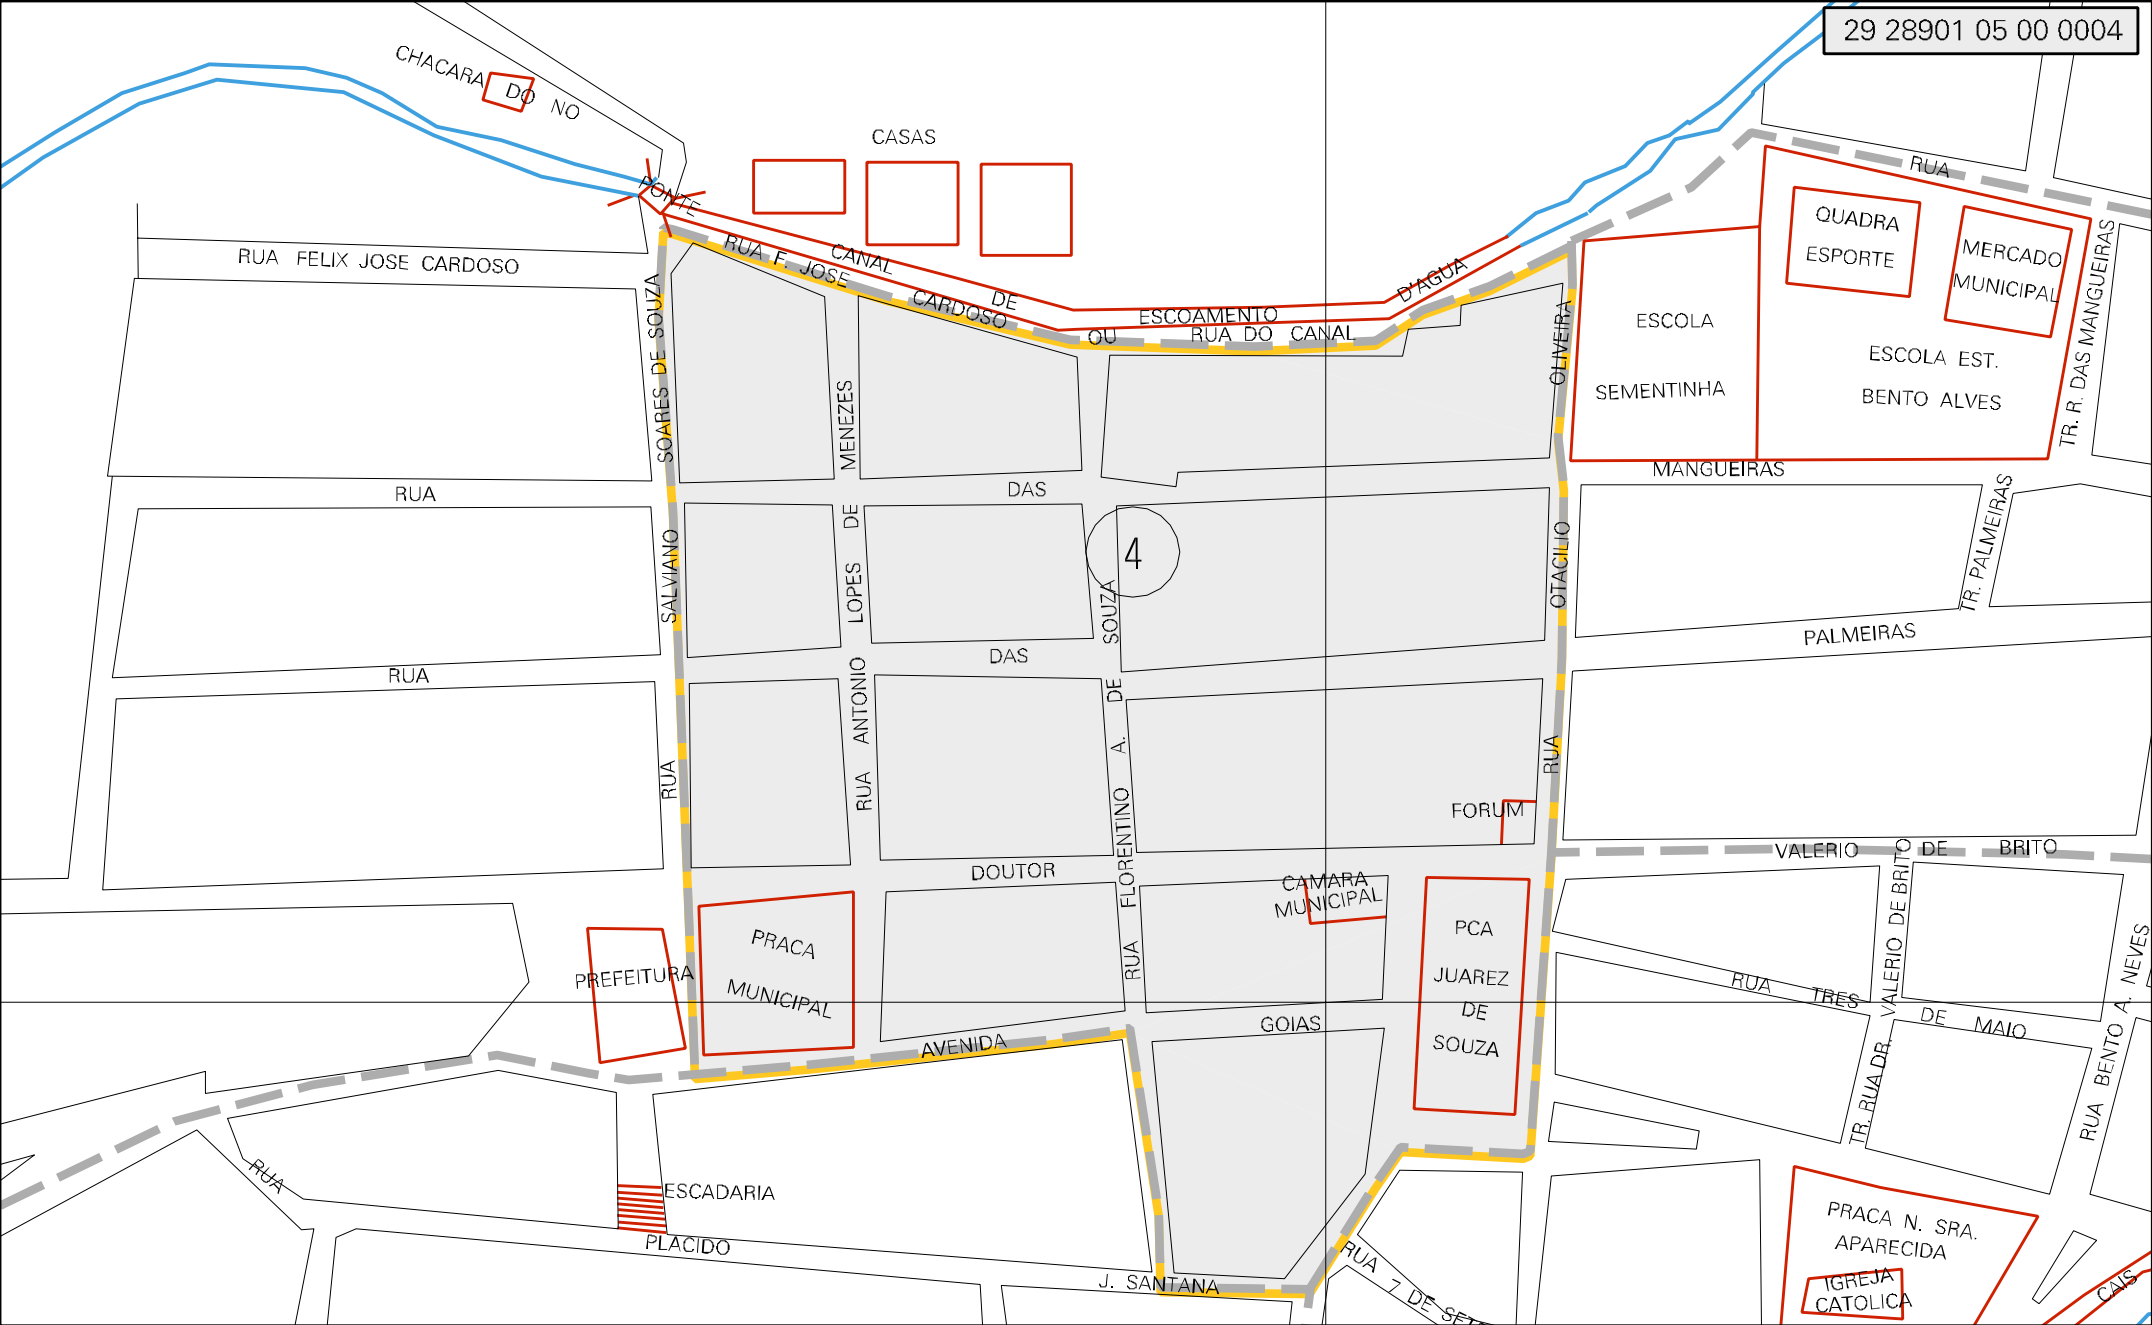 29 28901 05 00 0004
CHACARA DO NO
CASAS
PONTE
RUA
QUADRA
ESPORTE
MERCADO
MUNICIPAL
RUA FELIX JOSE CARDOSO
RUA F. JOSE CARDOSO OU RUA DO CANAL
CANAL DE ESCOAMENTO D'AGUA
ESCOLA
SEMENTINHA
ESCOLA EST.
BENTO ALVES
TR. R. DAS MANGUEIRAS
RUA DAS MANGUEIRAS
RUA SALVIANO SOARES DE SOUZA
RUA ANTONIO LOPES DE MENEZES
RUA FLORENTINO A. DE SOUZA
RUA OTACILIO OLIVEIRA
4
TR. PALMEIRAS
RUA DAS PALMEIRAS
FORUM
DOUTOR VALERIO DE BRITO
CAMARA
MUNICIPAL
PRACA
MUNICIPAL
PREFEITURA
PCA
JUAREZ
DE
SOUZA
RUA TRES DE MAIO
TR. RUA DR. VALERIO DE BRITO
RUA BENTO A. NEVES
AVENIDA GOIAS
ESCADARIA
RUA PLACIDO J. SANTANA
RUA 7 DE SETE
PRACA N. SRA.
APARECIDA
IGREJA
CATOLICA
CAIS